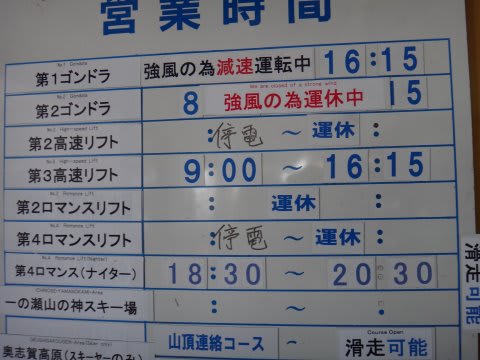 営業時間
No.1 Gondola
第1ゴンドラ 強風の為減速運転中 16:15
No.2 Gondola
We are closed of a strong wing
第2ゴンドラ 8 強風の為運休中 15
No.2 High-speed Lift
第2高速リフト : 停電 ～ 運休 :
No.3 High-speed Lift
第3高速リフト 9:00 ～ 16:15
No.2 Romance Lift
第2ロマンスリフト : 運休 :
No.4 Romance Lift
第4ロマンスリフト : 停電 ～ 運休 :
No.4 Romance Lift(Nighter)
第4ロマンス(ナイター) 18:30 ～ 20:30
ICHINOSE-YAMANOKAMI-Area
一の瀬山の神スキー場 : ～ :
奥志賀高原(スキーヤーのみ) 山頂連絡コース ～
Course Open
滑走可能
滑走可能